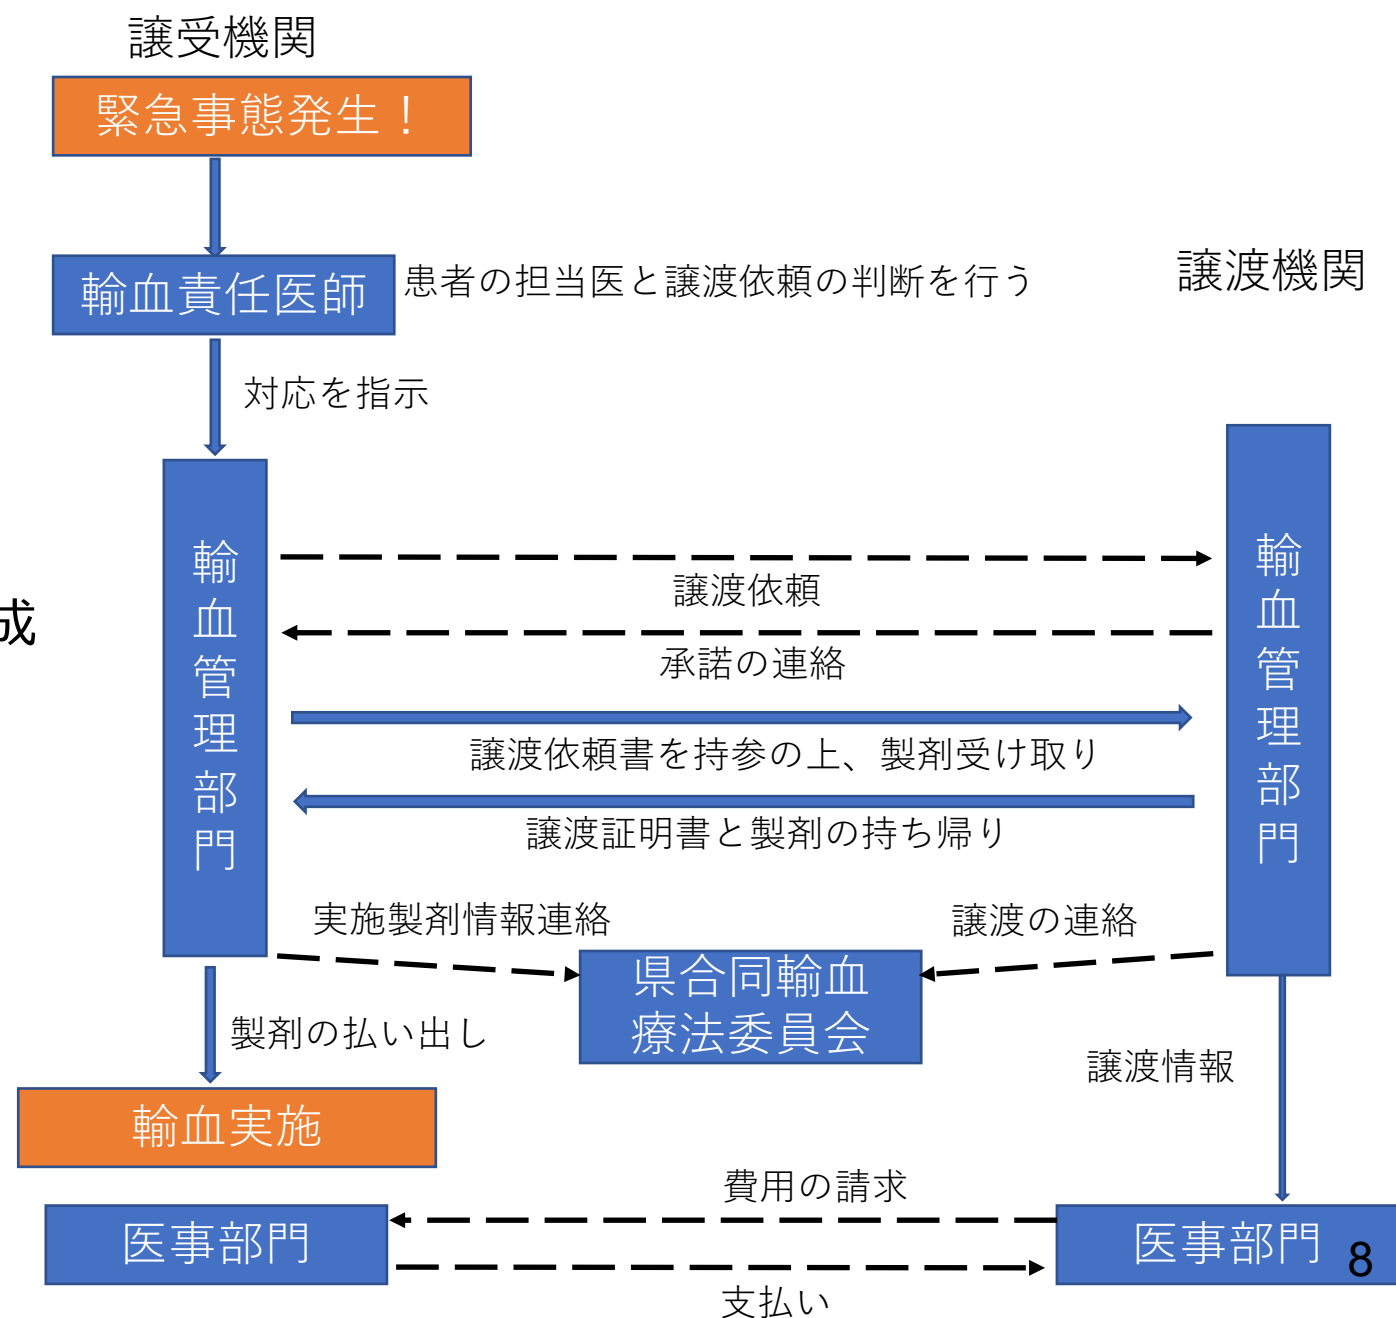 譲受機関
緊急事態発生！
輸血責任医師
患者の担当医と譲渡依頼の判断を行う
譲渡機関
対応を指示
輸血管理部門
輸血管理部門
譲渡依頼
成
承諾の連絡
譲渡依頼書を持参の上、製剤受け取り
譲渡証明書と製剤の持ち帰り
実施製剤情報連絡
譲渡の連絡
県合同輸血
療法委員会
製剤の払い出し
譲渡情報
輸血実施
費用の請求
医事部門
医事部門
8
支払い